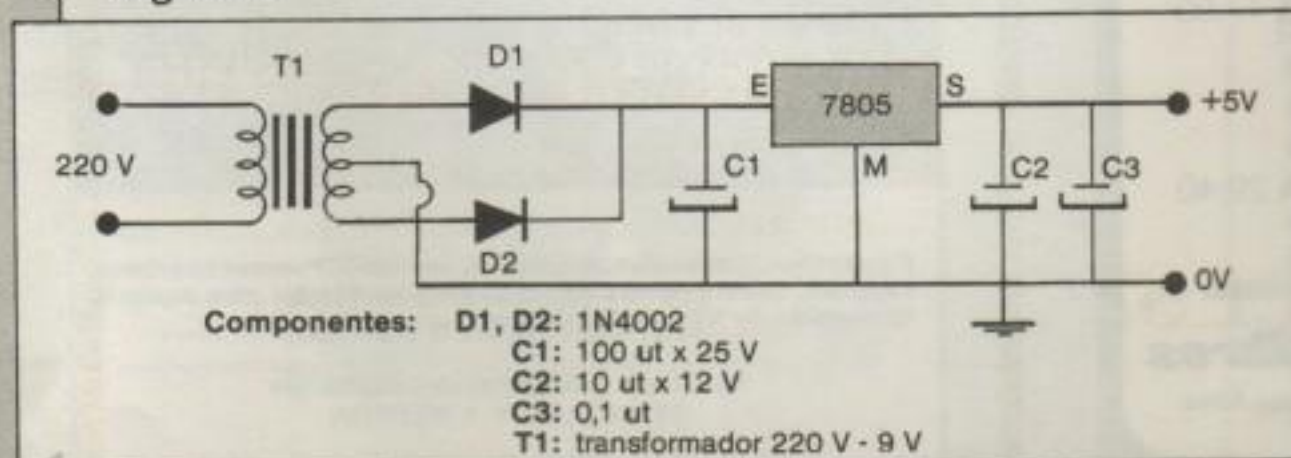 T1
D1
220 V
E
7805
S
+5V
C1
M
C2
C3
D2
0V
Componentes: D1, D2: 1N4002
C1: 100 ut x 25 V
C2: 10 ut x 12 V
C3: 0,1 ut
T1: transformador 220 V - 9 V